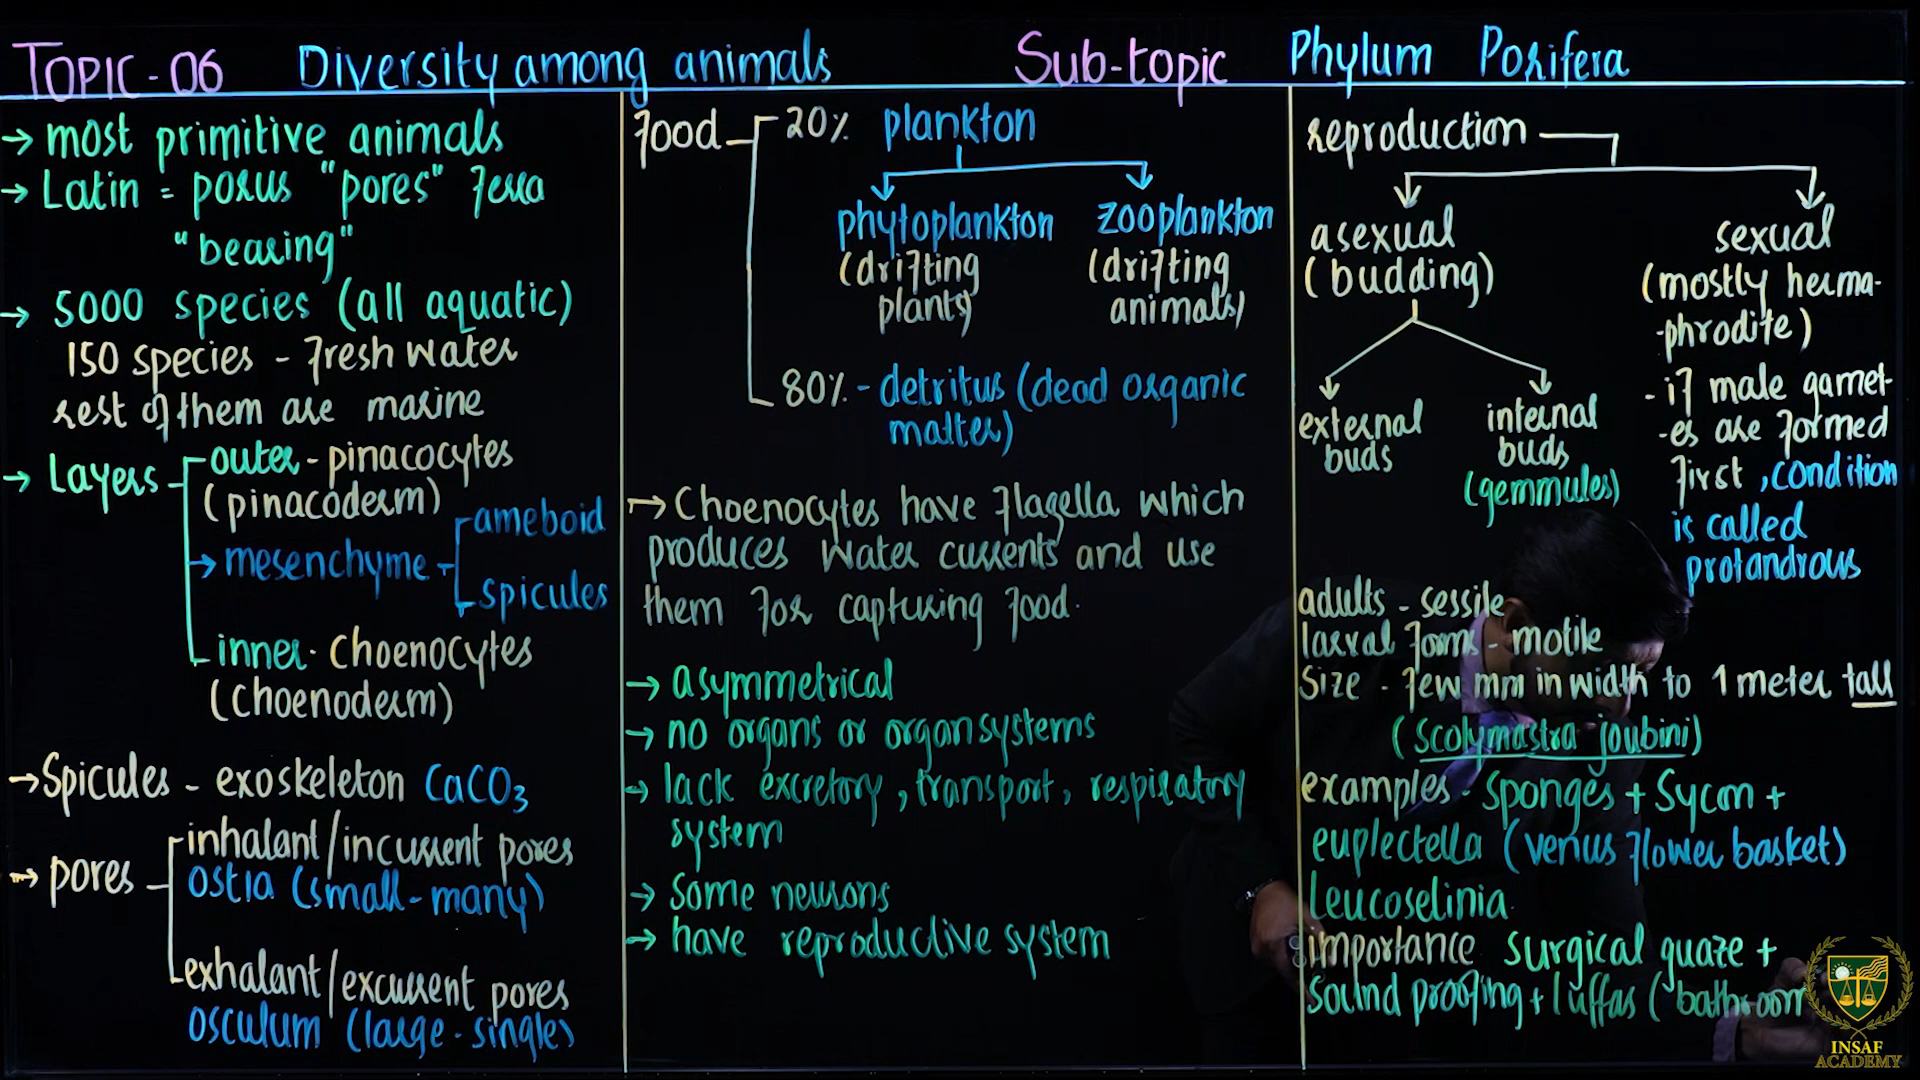 TOPIC-06 Diversity among animals Sub-topic Phylum Porifera
→ most primitive animals
→ Latin = porus "pores" ferra
"bearing"
→ 5000 species (all aquatic)
150 species - fresh water
rest of them are marine
→ Layers - outer - pinacocytes
(pinacoderm)
→ mesenchyme - ameboid
spicules
inner - choenocytes
(choenoderm)
→ Spicules - exoskeleton CaCO3
→ pores - inhalant/incurrent pores
ostia (small-many)
exhalant/excurrent pores
osculum (large-single)
food - 20% plankton
phytoplankton zooplankton
(drifting (drifting
plants) animals)
80% - detritus (dead organic
matter)
→ Choenocytes have flagella which
produces water currents and use
them for capturing food.
→ asymmetrical
→ no organs or organsystems
→ lack excretory, transport, respiratory
system
→ Some neurons
→ have reproductive system
reproduction
asexual
(budding)
external
buds
internal
buds
(gemmules)
sexual
(mostly herma-
-phrodite)
- if male gamet-
-es are formed
first, condition
is called
protandrous
adults - sessile
larval forms - motile
Size - few mm in width to 1 meter tall
(Scolymastra joubini)
examples - sponges + Sycon +
euplectella (venus flower basket)
Leucoselinia.
importance surgical guaze +
sound proofing + luffas (bathroom
INSAF
ACADEMY